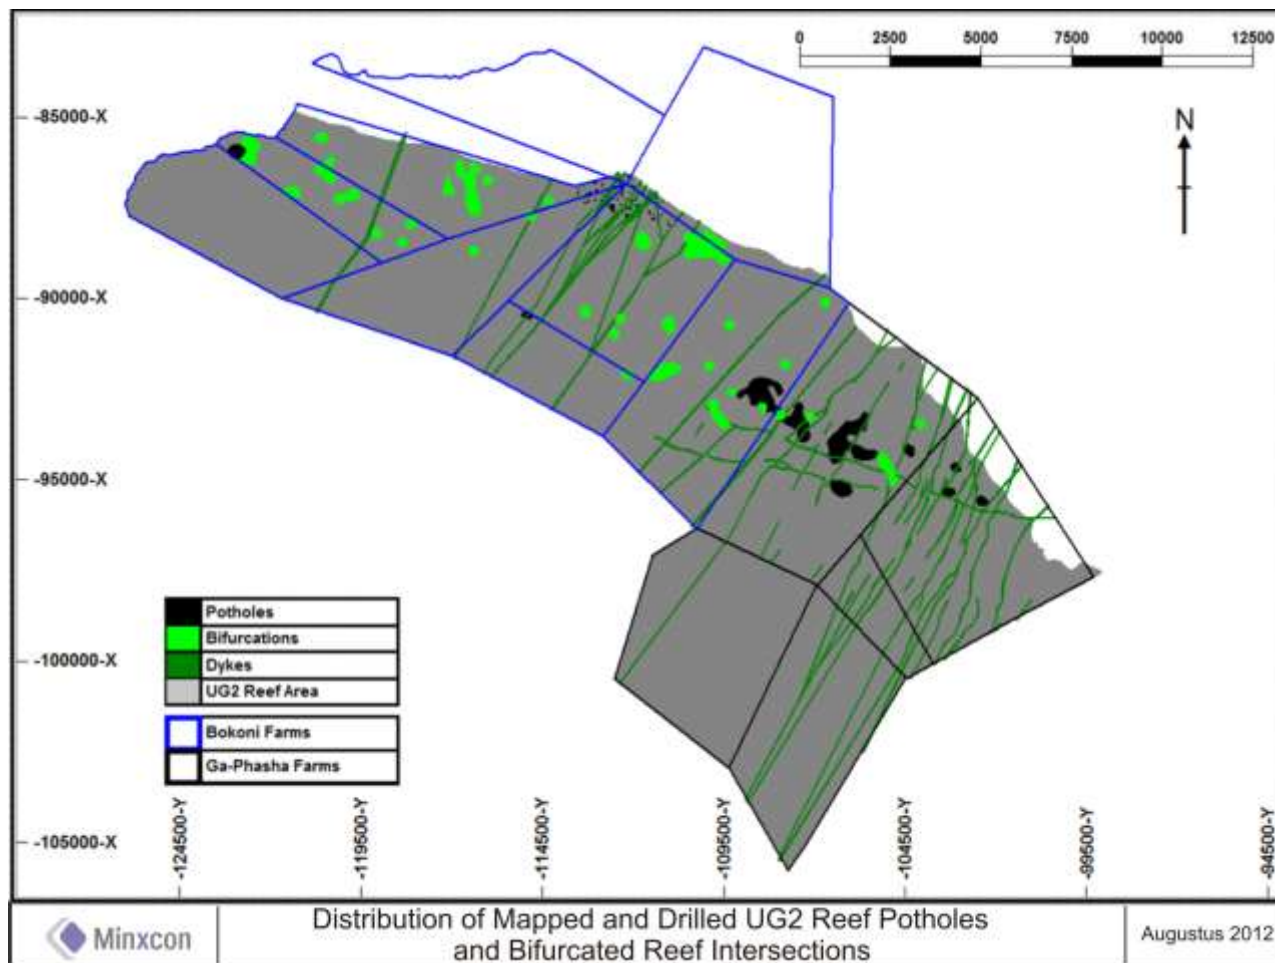 0 2500 5000 7500 10000 12500
N
-85000-X
-90000-X
-95000-X
-100000-X
-105000-X
Potholes
Bifurcations
Dykes
UG2 Reef Area
Bokoni Farms
Ga-Phasha Farms
-124500-Y
-119500-Y
-114500-Y
-109500-Y
-104500-Y
-99500-Y
-94500-Y
Minxcon
Distribution of Mapped and Drilled UG2 Reef Potholes
and Bifurcated Reef Intersections
Augustus 2012